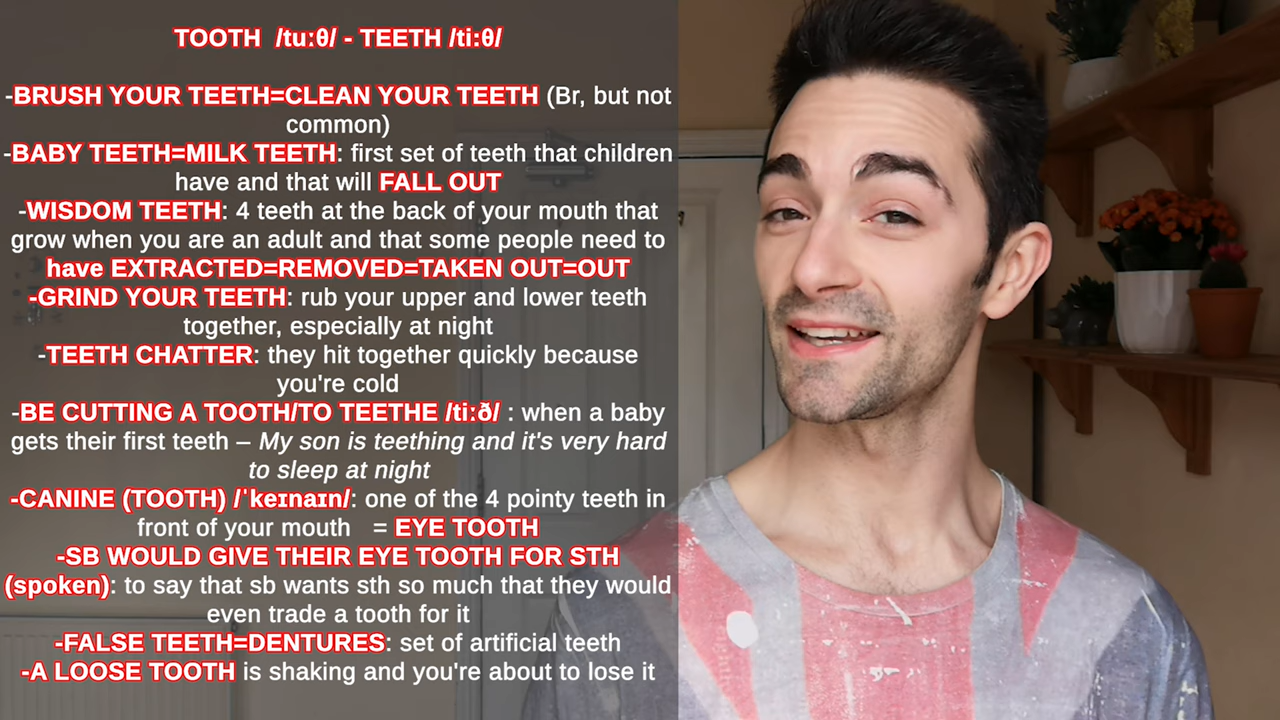 TOOTH /tuːθ/ - TEETH /tiːθ/
-BRUSH YOUR TEETH=CLEAN YOUR TEETH (Br, but not
common)
-BABY TEETH=MILK TEETH: first set of teeth that children
have and that will FALL OUT
-WISDOM TEETH: 4 teeth at the back of your mouth that
grow when you are an adult and that some people need to
have EXTRACTED=REMOVED=TAKEN OUT=OUT
-GRIND YOUR TEETH: rub your upper and lower teeth
together, especially at night
-TEETH CHATTER: they hit together quickly because
you're cold
-BE CUTTING A TOOTH/TO TEETHE /tiːð/ : when a baby
gets their first teeth – My son is teething and it's very hard
to sleep at night
-CANINE (TOOTH) /ˈkeɪnaɪn/: one of the 4 pointy teeth in
front of your mouth = EYE TOOTH
-SB WOULD GIVE THEIR EYE TOOTH FOR STH
(spoken): to say that sb wants sth so much that they would
even trade a tooth for it
-FALSE TEETH=DENTURES: set of artificial teeth
-A LOOSE TOOTH is shaking and you're about to lose it